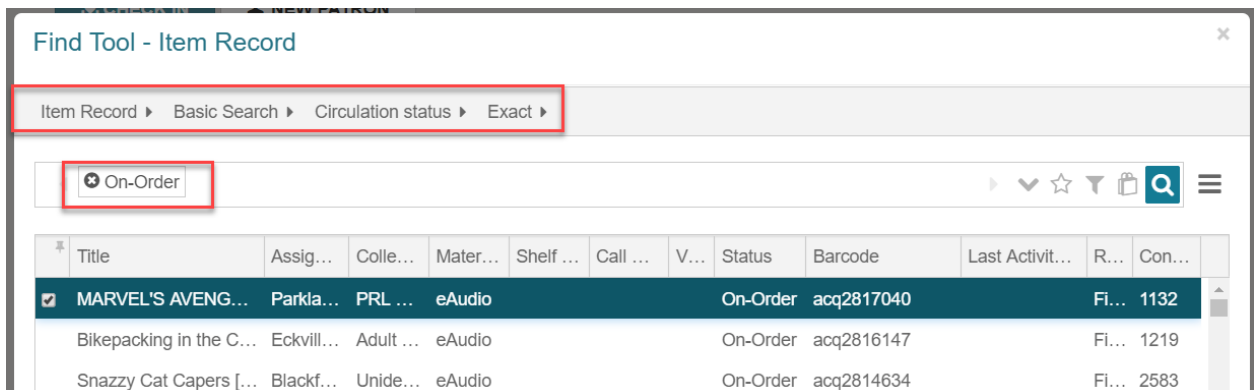 CHECK IN NEW PATRON
Find Tool - Item Record
Item Record Basic Search Circulation status Exact
On-Order
Title Assig... Colle... Mater... Shelf ... Call ... V... Status Barcode Last Activit... R... Con...
MARVEL'S AVENG... Parkla... PRL ... eAudio On-Order acq2817040 Fi... 1132
Bikepacking in the C... Eckvill... Adult ... eAudio On-Order acq2816147 Fi... 1219
Snazzy Cat Capers [... Blackf... Unide... eAudio On-Order acq2814634 Fi... 2583